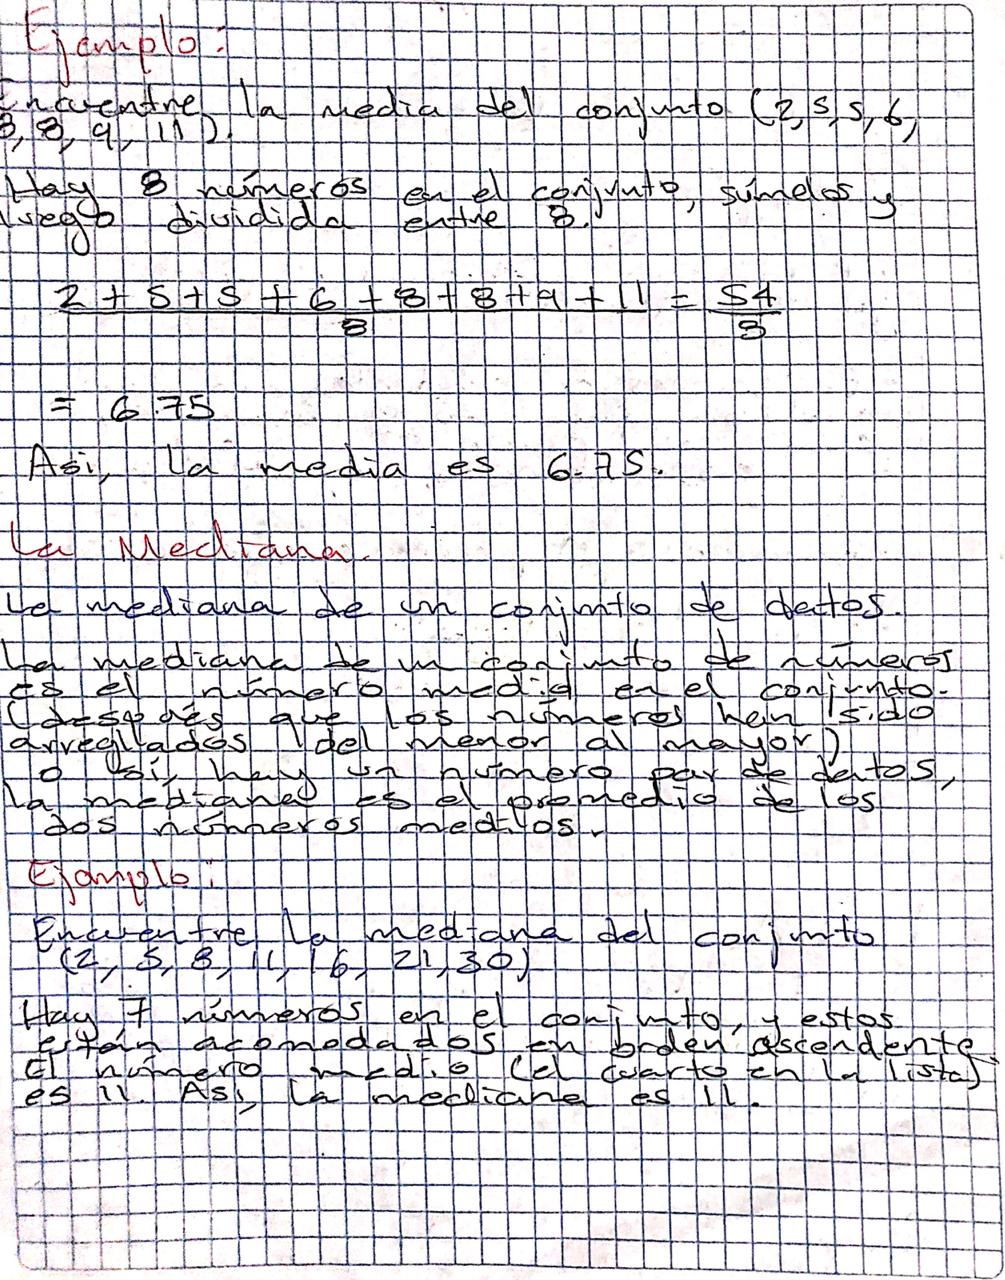 Ejemplo:
Encuentre la media del conjunto (2, 5, 5, 6,
8, 8, 9, 11).
Hay 8 números en el conjunto, súmelos y
luego dividida entre 8.
2 + 5 + 5 + 6 + 8 + 8 + 9 + 11 = 54
8 8
= 6.75
Asi, la media es 6.75.
La Mediana.
La mediana de un conjunto de datos.
La mediana de un conjunto de números
es el número medio en el conjunto.
(después que los números han sido
arregllados del menor al mayor)
o si, hay un número par de datos,
la mediana es el promedio de los
dos números medios.
Ejemplo:
Encuentre la mediana del conjunto
(2, 5, 8, 11, 16, 21, 30)
Hay 7 números en el conjunto, y estos
están acomodados en orden ascendente.
El número medio (el cuarto en la lista)
es 11. Asi, la mediana es 11.